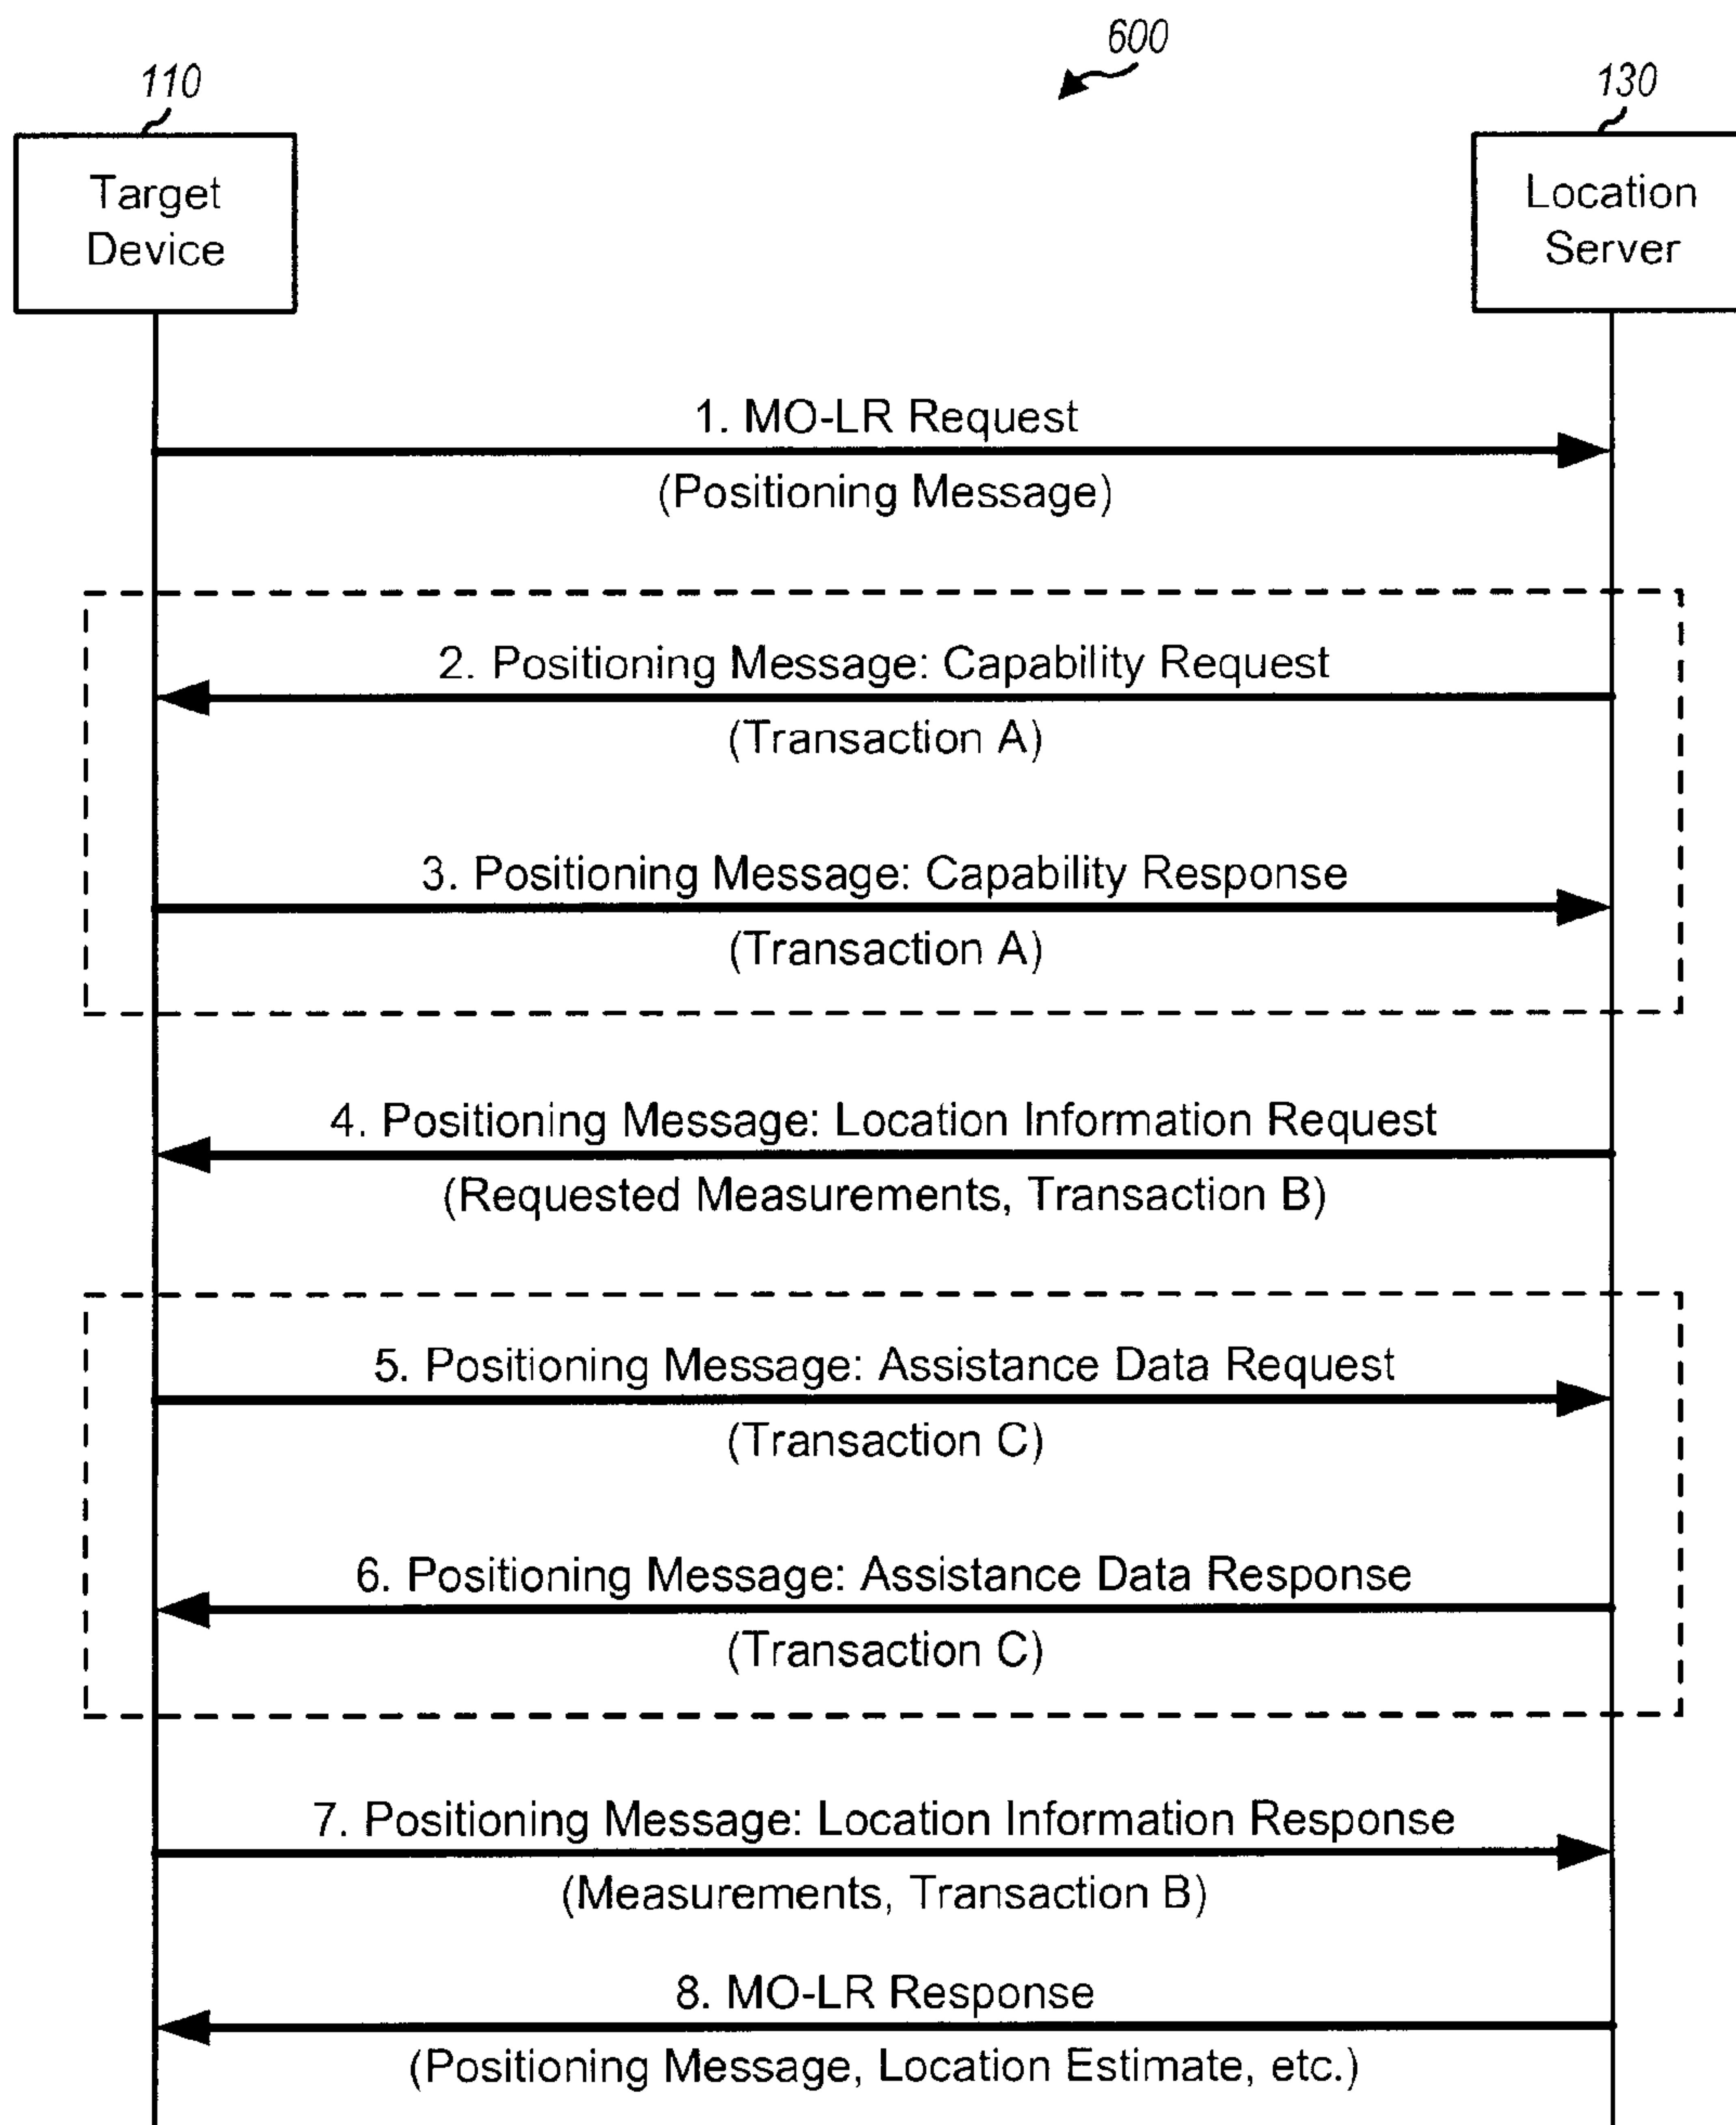 600
110
130
Target
Device
Location
Server
1. MO-LR Request
(Positioning Message)
2. Positioning Message: Capability Request
(Transaction A)
3. Positioning Message: Capability Response
(Transaction A)
4. Positioning Message: Location Information Request
(Requested Measurements, Transaction B)
5. Positioning Message: Assistance Data Request
(Transaction C)
6. Positioning Message: Assistance Data Response
(Transaction C)
7. Positioning Message: Location Information Response
(Measurements, Transaction B)
8. MO-LR Response
(Positioning Message, Location Estimate, etc.)